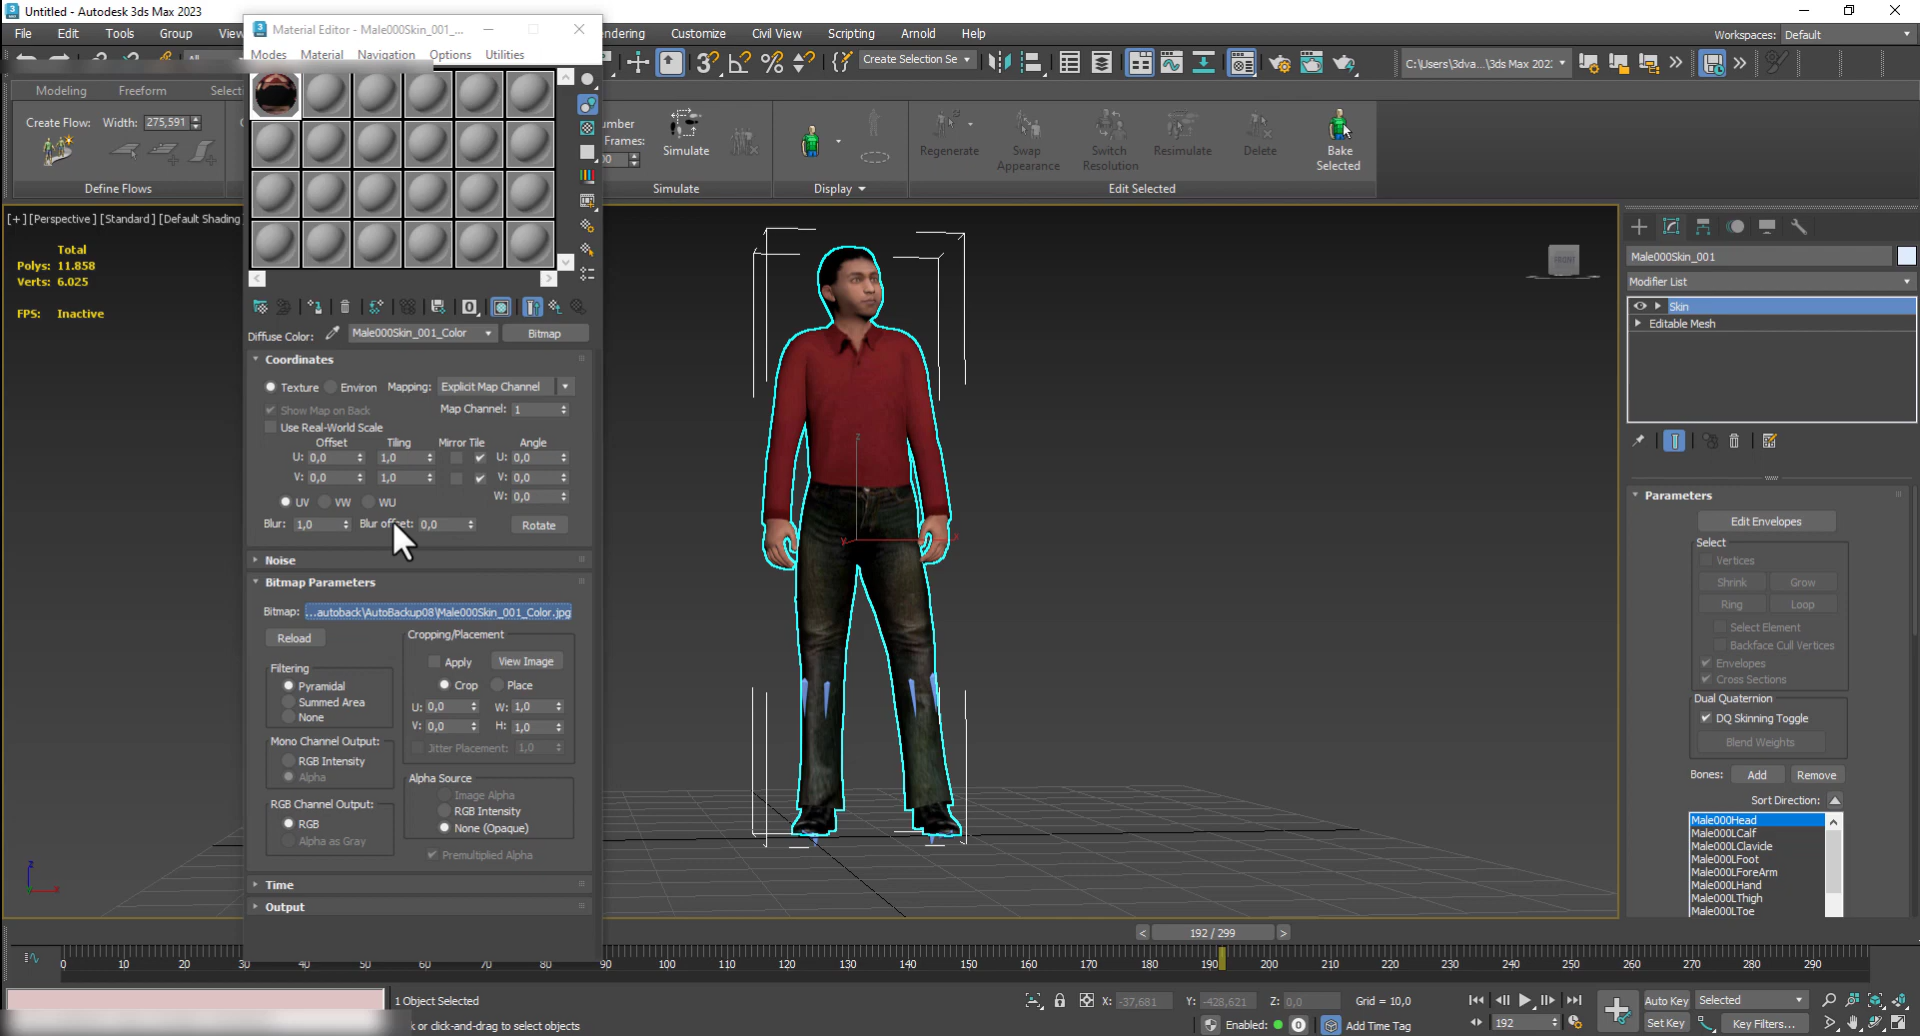 Untitled - Autodesk 3ds Max 2023
File Edit Tools Group Customize Civil View Scripting Arnold Help
Workspaces: Default
Material Editor - Male000Skin_001_...
Modes Material Navigation Options Utilities
Create Selection Se
C:\Users\3dva...\3ds Max 202
Modeling Freeform
Create Flow: Width: 275,591
Define Flows
Simulate
Simulate
Display
Regenerate
Swap Appearance
Switch Resolution
Resimulate
Delete
Bake Selected
Edit Selected
Frames:
[+] [Perspective] [Standard] [Default Shading
Total
Polys: 11.858
Verts: 6.025
FPS: Inactive
Diffuse Color: Male000Skin_001_Color Bitmap
Coordinates
Texture Environ Mapping: Explicit Map Channel
Show Map on Back Map Channel: 1
Use Real-World Scale
Offset Tiling Mirror Tile Angle
U: 0,0 1,0 U: 0,0
V: 0,0 1,0 V: 0,0
W: 0,0
UV VW WU
Blur: 1,0 Blur offset: 0,0 Rotate
Noise
Bitmap Parameters
Bitmap: ...autoback\AutoBackup08\Male000Skin_001_Color.jpg
Reload
Cropping/Placement
Apply View Image
Crop Place
U: 0,0 W: 1,0
V: 0,0 H: 1,0
Jitter Placement: 1,0
Filtering
Pyramidal
Summed Area
None
Mono Channel Output:
RGB Intensity
Alpha
RGB Channel Output:
RGB
Alpha as Gray
Alpha Source
Image Alpha
RGB Intensity
None (Opaque)
Premultiplied Alpha
Time
Output
FRONT
z
x
y
Male000Skin_001
Modifier List
Skin
Editable Mesh
Parameters
Edit Envelopes
Select
Vertices
Shrink Grow
Ring Loop
Select Element
Backface Cull Vertices
Envelopes
Cross Sections
Dual Quaternion
DQ Skinning Toggle
Blend Weights
Bones: Add Remove
Sort Direction:
Male000Head
Male000LCalf
Male000LClavicle
Male000LFoot
Male000LForeArm
Male000LHand
Male000LThigh
Male000LToe
< 192 / 299 >
0 10 20 30 40 50 60 70 80 90 100 110 120 130 140 150 160 170 180 190 200 210 220 230 240 250 260 270 280 290
1 Object Selected
X: -37,681 Y: -428,621 Z: 0,0 Grid = 10,0
Auto Key Selected
k or click-and-drag to select objects
Enabled: 0 Add Time Tag
192
Set Key Key Filters...